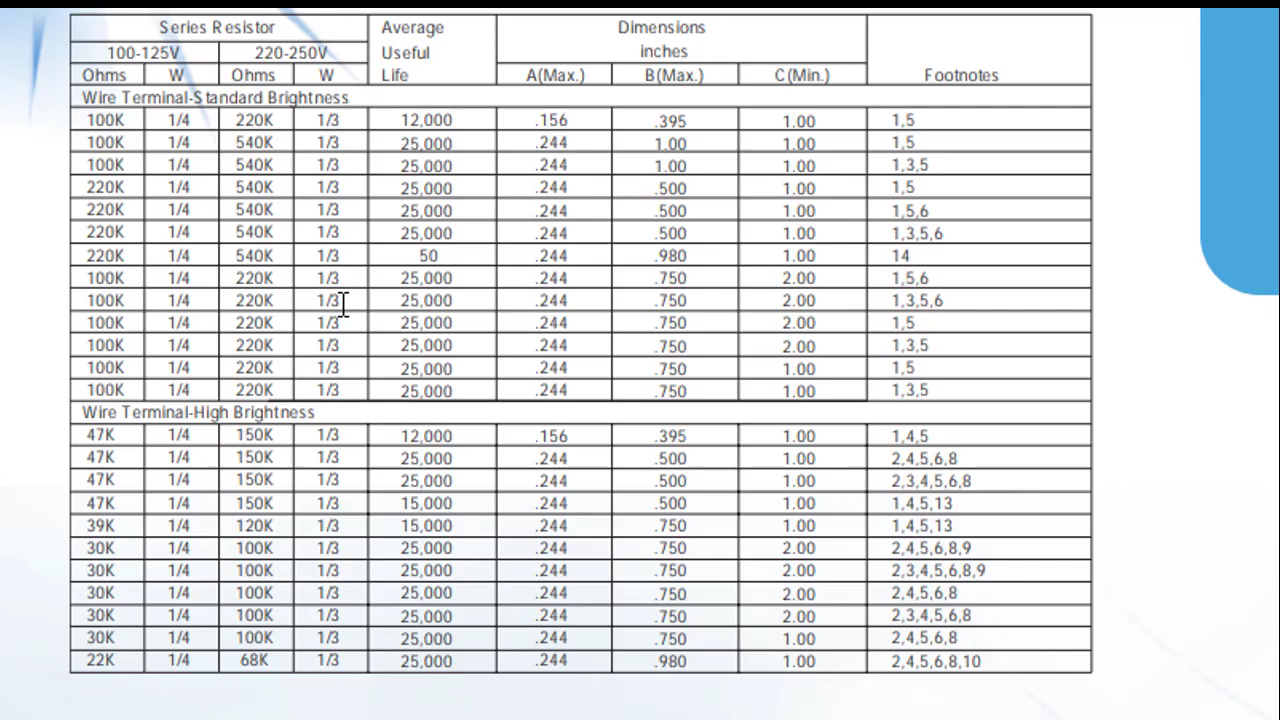 Series Resistor Average Dimensions
100-125V 220-250V Useful inches
Ohms W Ohms W Life A(Max.) B(Max.) C(Min.) Footnotes
Wire Terminal-Standard Brightness
100K 1/4 220K 1/3 12,000 .156 .395 1.00 1,5
100K 1/4 540K 1/3 25,000 .244 1.00 1.00 1,5
100K 1/4 540K 1/3 25,000 .244 1.00 1.00 1,3,5
220K 1/4 540K 1/3 25,000 .244 .500 1.00 1,5
220K 1/4 540K 1/3 25,000 .244 .500 1.00 1,5,6
220K 1/4 540K 1/3 25,000 .244 .500 1.00 1,3,5,6
220K 1/4 540K 1/3 50 .244 .980 1.00 14
100K 1/4 220K 1/3 25,000 .244 .750 2.00 1,5,6
100K 1/4 220K 1/3 25,000 .244 .750 2.00 1,3,5,6
100K 1/4 220K 1/3 25,000 .244 .750 2.00 1,5
100K 1/4 220K 1/3 25,000 .244 .750 2.00 1,3,5
100K 1/4 220K 1/3 25,000 .244 .750 1.00 1,5
100K 1/4 220K 1/3 25,000 .244 .750 1.00 1,3,5
Wire Terminal-High Brightness
47K 1/4 150K 1/3 12,000 .156 .395 1.00 1,4,5
47K 1/4 150K 1/3 25,000 .244 .500 1.00 2,4,5,6,8
47K 1/4 150K 1/3 25,000 .244 .500 1.00 2,3,4,5,6,8
47K 1/4 150K 1/3 15,000 .244 .500 1.00 1,4,5,13
39K 1/4 120K 1/3 15,000 .244 .750 1.00 1,4,5,13
30K 1/4 100K 1/3 25,000 .244 .750 2.00 2,4,5,6,8,9
30K 1/4 100K 1/3 25,000 .244 .750 2.00 2,3,4,5,6,8,9
30K 1/4 100K 1/3 25,000 .244 .750 2.00 2,4,5,6,8
30K 1/4 100K 1/3 25,000 .244 .750 2.00 2,3,4,5,6,8
30K 1/4 100K 1/3 25,000 .244 .750 1.00 2,4,5,6,8
22K 1/4 68K 1/3 25,000 .244 .980 1.00 2,4,5,6,8,10